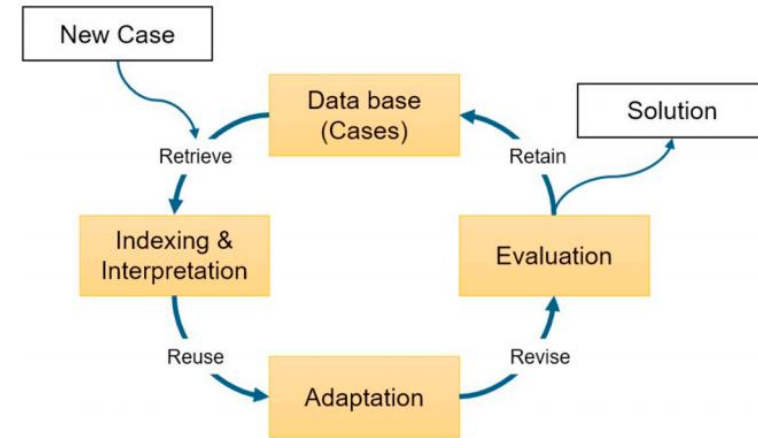 New Case
Data base
(Cases)
Solution
Retrieve
Retain
Indexing &
Interpretation
Evaluation
Reuse
Revise
Adaptation